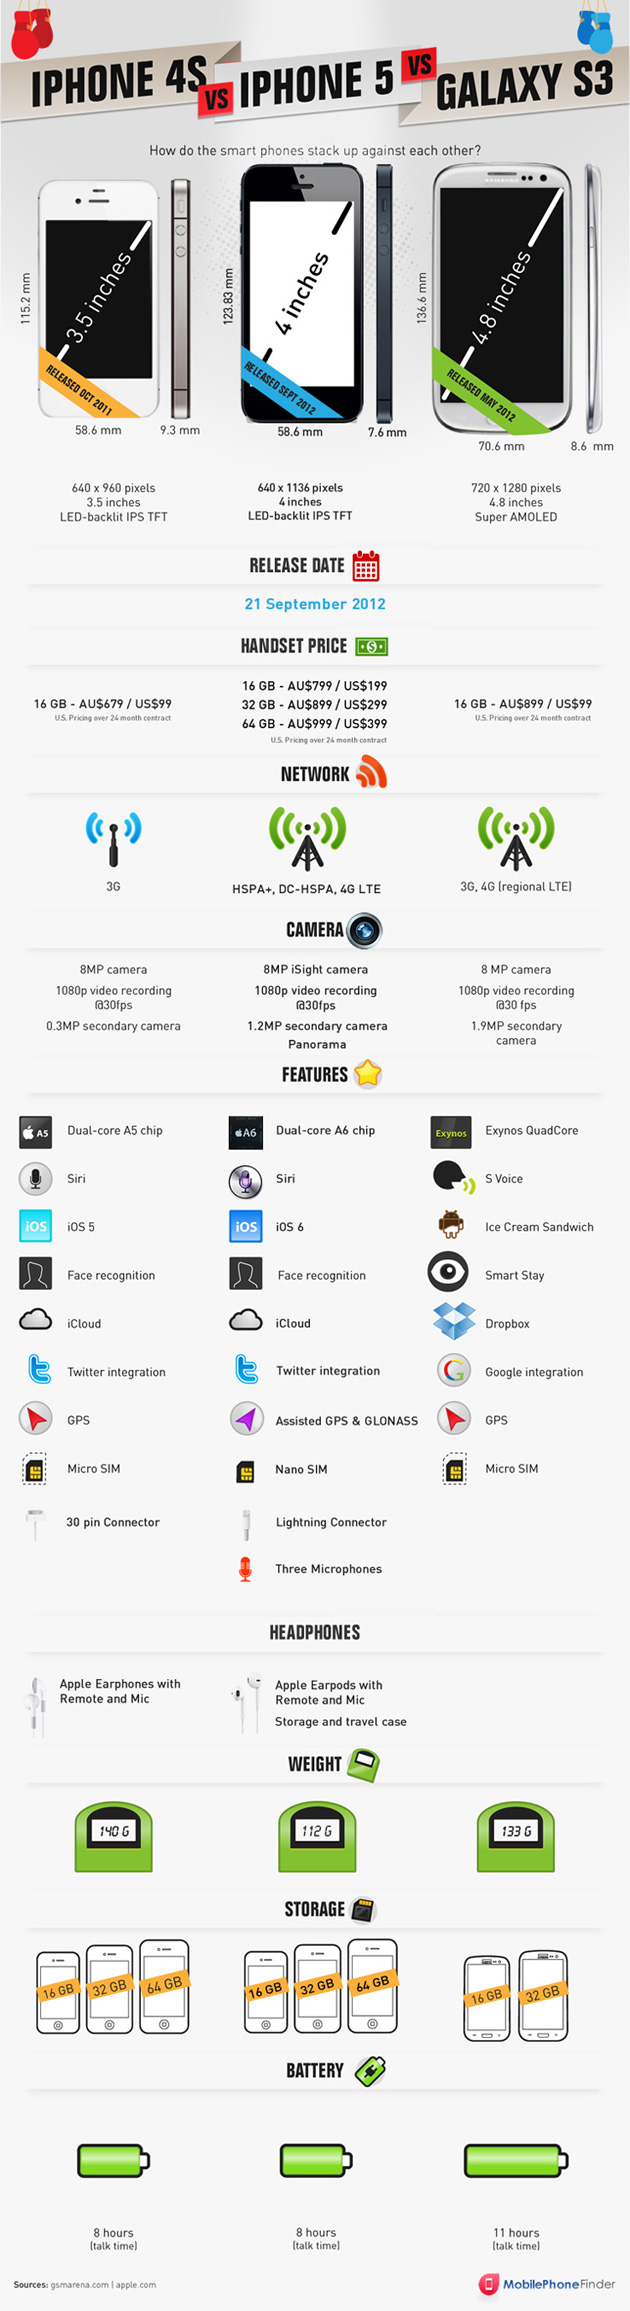 IPHONE 4S VS IPHONE 5 VS GALAXY S3
How do the smart phones stack up against each other?
115.2 mm
3.5 inches
RELEASED OCT 2011
58.6 mm
9.3 mm
123.83 mm
4 inches
RELEASED SEPT 2012
58.6 mm
7.6 mm
136.6 mm
4.8 inches
RELEASED MAY 2012
70.6 mm
8.6 mm
640 x 960 pixels
3.5 inches
LED-backlit IPS TFT
640 x 1136 pixels
4 inches
LED-backlit IPS TFT
720 x 1280 pixels
4.8 inches
Super AMOLED
RELEASE DATE
21 September 2012
HANDSET PRICE
16 GB - AU$679 / US$99
U.S. Pricing over 24 month contract
16 GB - AU$799 / US$199
32 GB - AU$899 / US$299
64 GB - AU$999 / US$399
U.S. Pricing over 24 month contract
16 GB - AU$899 / US$99
U.S. Pricing over 24 month contract
NETWORK
3G
HSPA+, DC-HSPA, 4G LTE
3G, 4G (regional LTE)
CAMERA
8MP camera
1080p video recording
@30fps
0.3MP secondary camera
8MP iSight camera
1080p video recording
@30fps
1.2MP secondary camera
Panorama
8 MP camera
1080p video recording
@30 fps
1.9MP secondary
camera
FEATURES
A5
Dual-core A5 chip
A6
Dual-core A6 chip
Exynos
Exynos QuadCore
Siri
Siri
S Voice
iOS
iOS 5
iOS
iOS 6
Ice Cream Sandwich
Face recognition
Face recognition
Smart Stay
iCloud
iCloud
Dropbox
Twitter integration
Twitter integration
Google integration
GPS
Assisted GPS & GLONASS
GPS
Micro SIM
Nano SIM
Micro SIM
30 pin Connector
Lightning Connector
Three Microphones
HEADPHONES
Apple Earphones with
Remote and Mic
Apple Earpods with
Remote and Mic
Storage and travel case
WEIGHT
140 G
112 G
133 G
STORAGE
16 GB
32 GB
64 GB
16 GB
32 GB
64 GB
16 GB
32 GB
BATTERY
8 hours
(talk time)
8 hours
(talk time)
11 hours
(talk time)
Sources: gsmarena.com | apple.com
MobilePhoneFinder